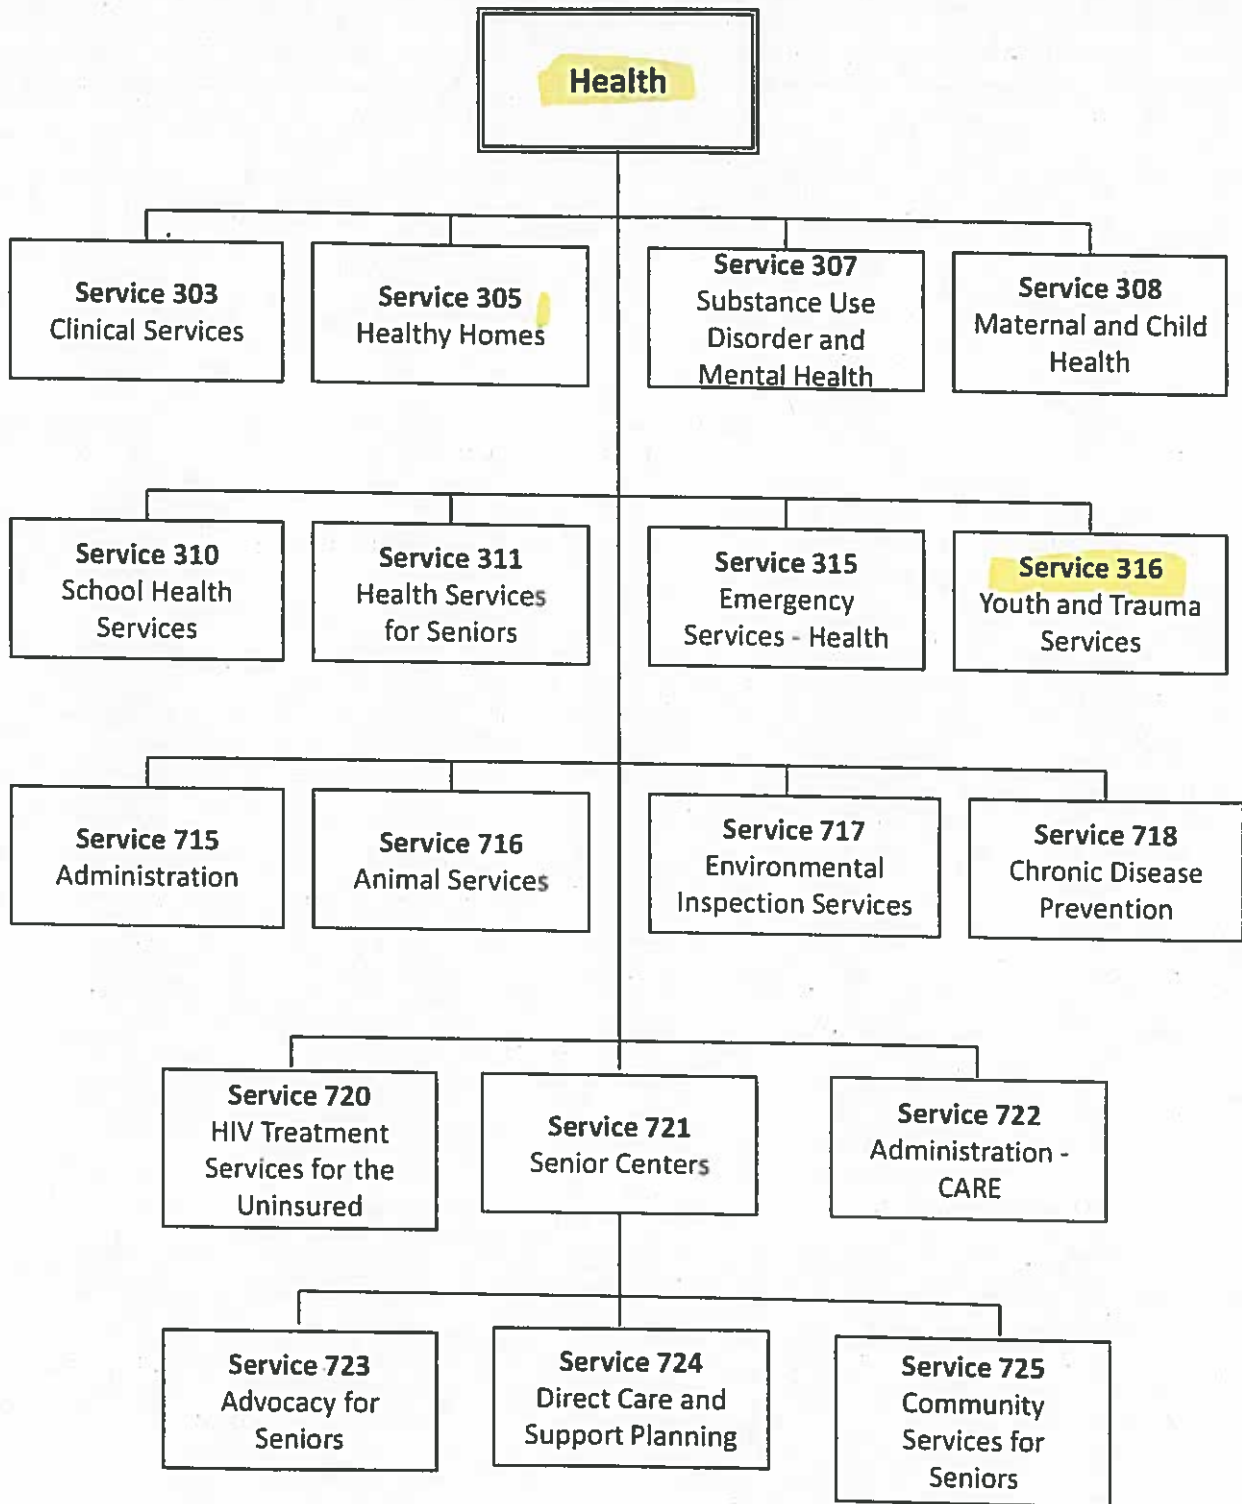 Health
Service 303
Clinical Services
Service 305
Healthy Homes
Service 307
Substance Use
Disorder and
Mental Health
Service 308
Maternal and Child
Health
Service 310
School Health
Services
Service 311
Health Services
for Seniors
Service 315
Emergency
Services - Health
Service 316
Youth and Trauma
Services
Service 715
Administration
Service 716
Animal Services
Service 717
Environmental
Inspection Services
Service 718
Chronic Disease
Prevention
Service 720
HIV Treatment
Services for the
Uninsured
Service 721
Senior Centers
Service 722
Administration -
CARE
Service 723
Advocacy for
Seniors
Service 724
Direct Care and
Support Planning
Service 725
Community
Services for
Seniors